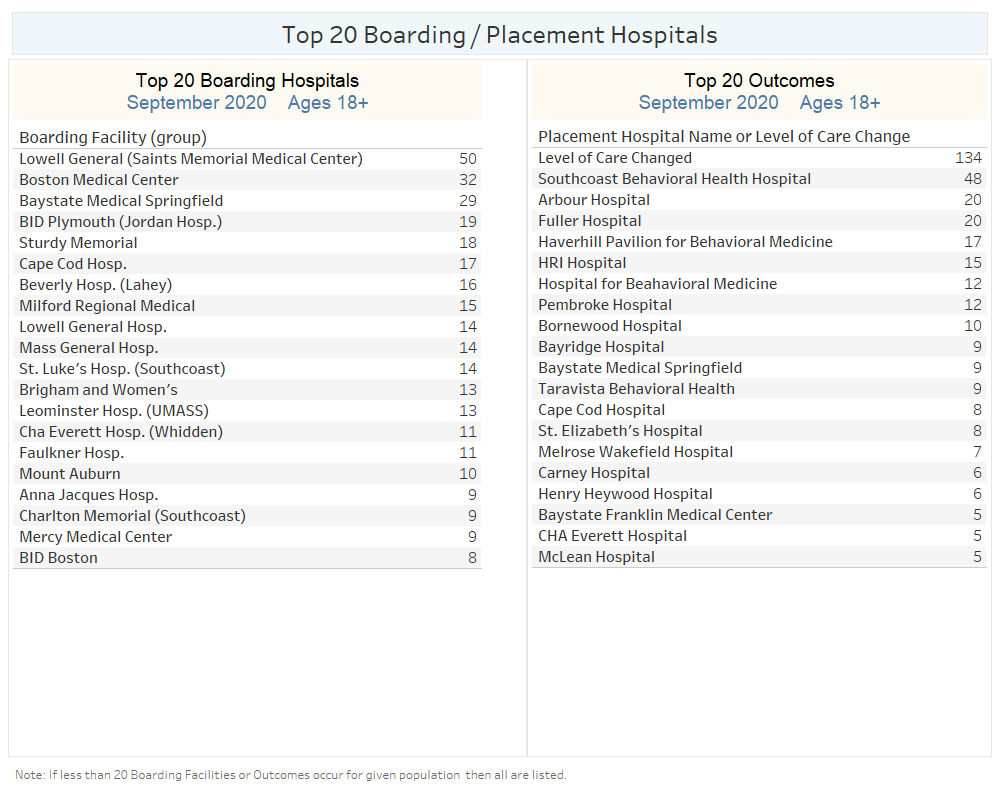 Top 20 Boarding / Placement Hospitals
Top 20 Boarding Hospitals
September 2020 Ages 18+
Boarding Facility (group)
Lowell General (Saints Memorial Medical Center) 50
Boston Medical Center 32
Baystate Medical Springfield 29
BID Plymouth (Jordan Hosp.) 19
Sturdy Memorial 18
Cape Cod Hosp. 17
Beverly Hosp. (Lahey) 16
Milford Regional Medical 15
Lowell General Hosp. 14
Mass General Hosp. 14
St. Luke's Hosp. (Southcoast) 14
Brigham and Women's 13
Leominster Hosp. (UMASS) 13
Cha Everett Hosp. (Whidden) 11
Faulkner Hosp. 11
Mount Auburn 10
Anna Jacques Hosp. 9
Charlton Memorial (Southcoast) 9
Mercy Medical Center 9
BID Boston 8
Top 20 Outcomes
September 2020 Ages 18+
Placement Hospital Name or Level of Care Change
Level of Care Changed 134
Southcoast Behavioral Health Hospital 48
Arbour Hospital 20
Fuller Hospital 20
Haverhill Pavilion for Behavioral Medicine 17
HRI Hospital 15
Hospital for Beahavioral Medicine 12
Pembroke Hospital 12
Bornewood Hospital 10
Bayridge Hospital 9
Baystate Medical Springfield 9
Taravista Behavioral Health 9
Cape Cod Hospital 8
St. Elizabeth's Hospital 8
Melrose Wakefield Hospital 7
Carney Hospital 6
Henry Heywood Hospital 6
Baystate Franklin Medical Center 5
CHA Everett Hospital 5
McLean Hospital 5
Note: If less than 20 Boarding Facilities or Outcomes occur for given population then all are listed.